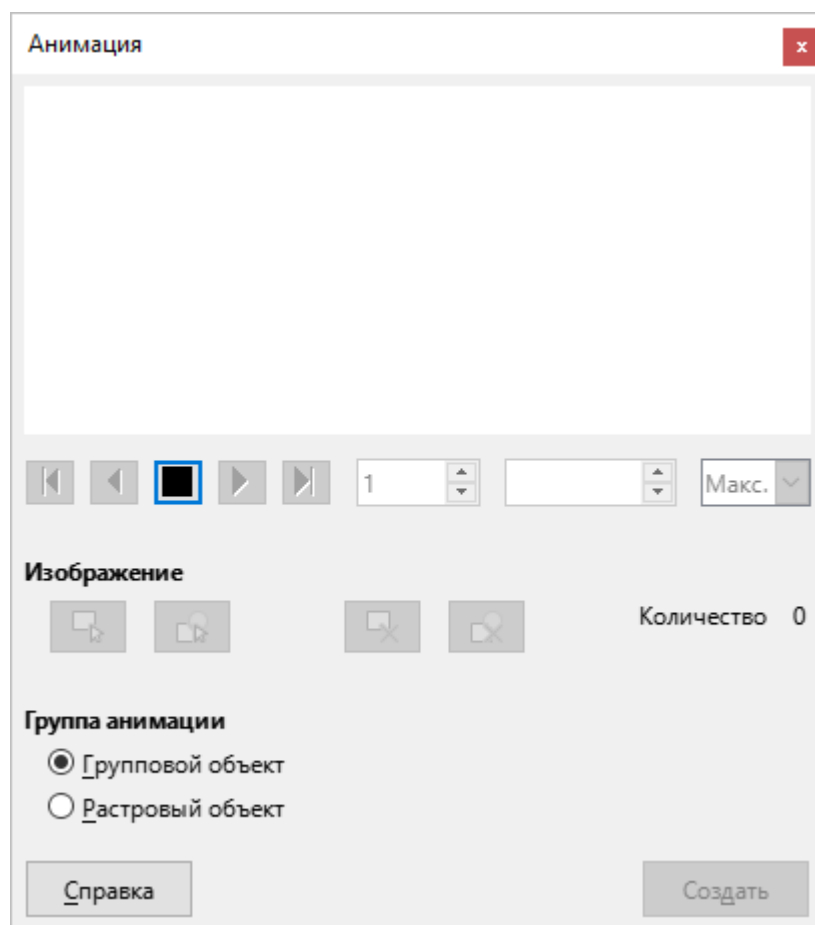 Анимация
1
Макс.
Изображение
Количество 0
Группа анимации
Групповой объект
Растровый объект
Справка
Создать